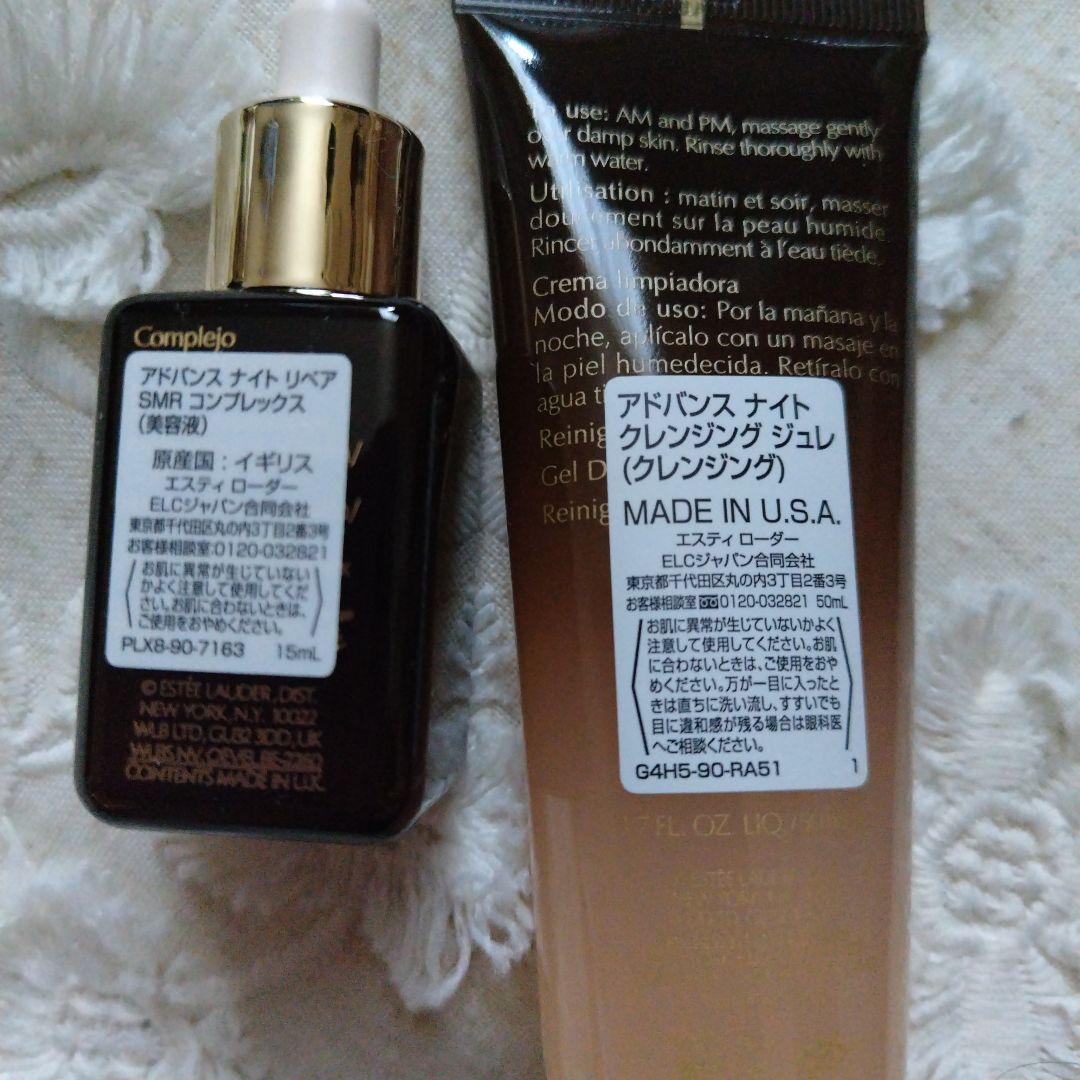 Complejo
アドバンス ナイト リペア
SMR コンプレックス
(美容液)
原産国：イギリス
エスティ ローダー
ELCジャパン合同会社
東京都千代田区丸の内3丁目2番3号
お客様相談室:0120-032821
お肌に異常が生じていない
かよく注意して使用してくだ
さい。お肌に合わないときは、
ご使用をおやめください。
PLX8-90-7163 15mL
© ESTĒE LAUDER, DIST.
NEW YORK, N.Y. 10022
WLB LTD, GU32 3DD, UK
CONTENTS MADE IN U.K.
use: AM and PM, massage gently
over damp skin. Rinse thoroughly with
warm water.
Utilisation : matin et soir, masser
doucement sur la peau humide.
Rincer abondamment à l'eau tiède.
Crema limpiadora
Modo de uso: Por la mañana y la
noche, aplícalo con un masaje en
la piel humedecida. Retíralo con
agua
Reinig
Gel D
Reinig
アドバンス ナイト
クレンジング ジュレ
(クレンジング)
MADE IN U.S.A.
エスティ ローダー
ELCジャパン合同会社
東京都千代田区丸の内3丁目2番3号
お客様相談室 0120-032821 50mL
お肌に異常が生じていないかよく
注意して使用してください。お肌
に合わないときは、ご使用をおや
めください。万が一目に入ったと
きは直ちに洗い流し、すすいでも
目に違和感が残る場合は眼科医
へご相談ください。
G4H5-90-RA51 1
FL. OZ. LIQ